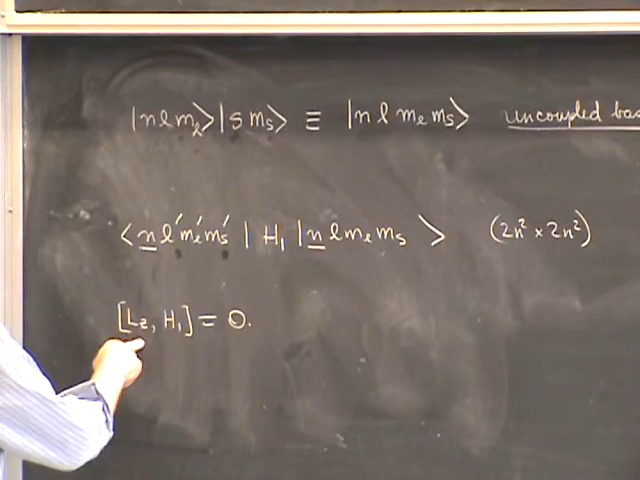 |n l m_l>|s m_s> ≡ |n l m_l m_s> uncoupled bas
<n l' m_l' m_s' | H_1 | n l m_l m_s> (2n² × 2n²)
[L_z, H_1] = 0.